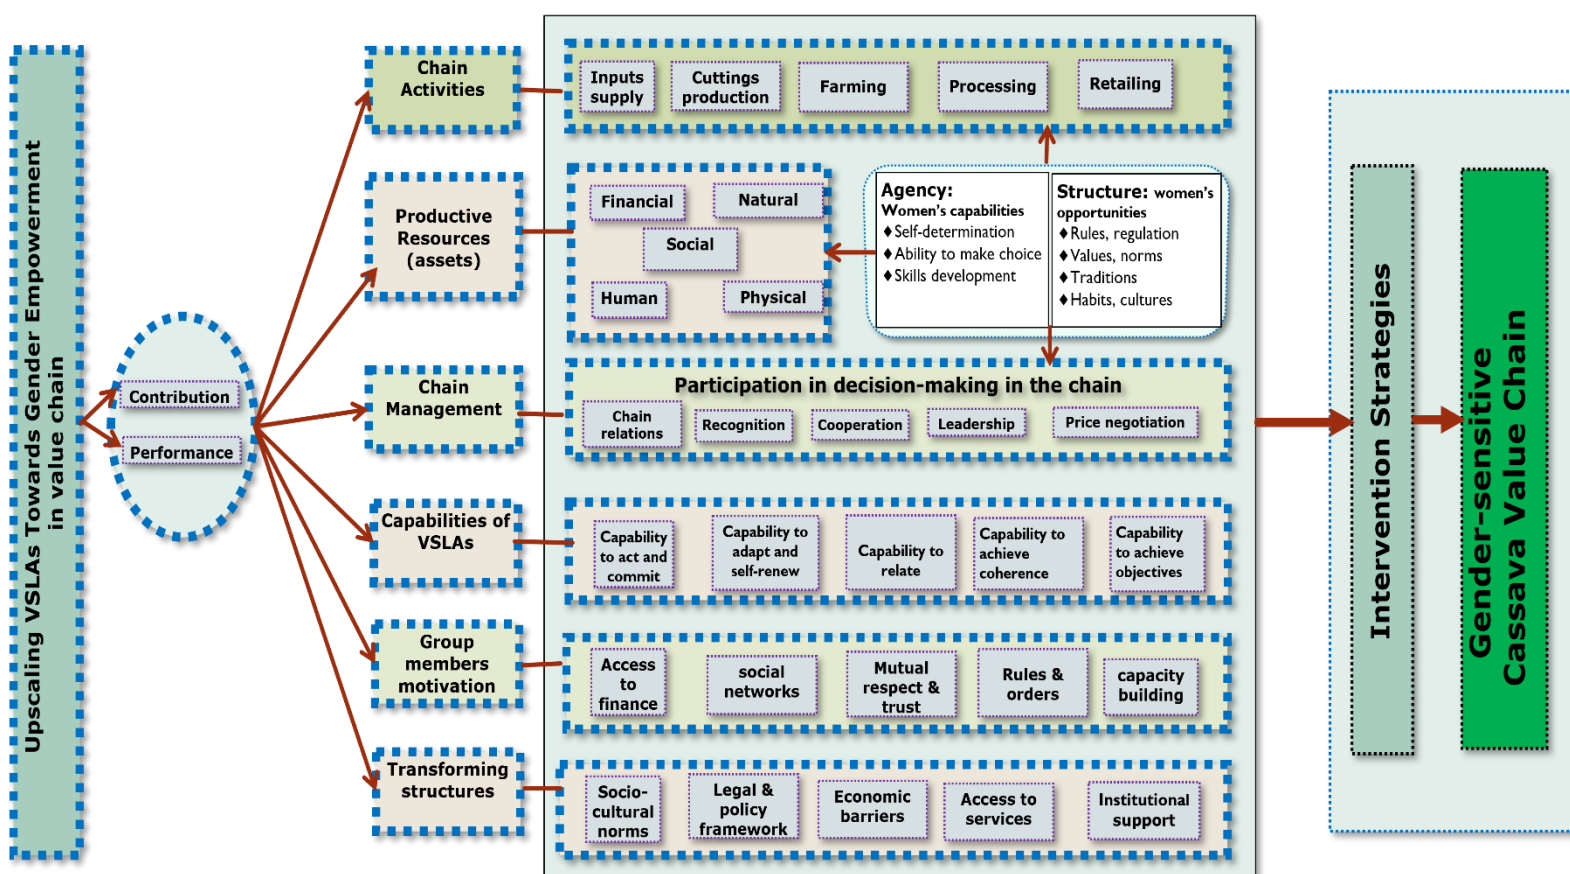 Upscaling VSLAs Towards Gender Empowerment
in value chain
Contribution
Performance
Chain
Activities
Inputs
supply
Cuttings
production
Farming
Processing
Retailing
Productive
Resources
(assets)
Financial
Natural
Social
Human
Physical
Agency:
Women's capabilities
♦Self-determination
♦Ability to make choice
♦Skills development
Structure: women's
opportunities
♦Rules, regulation
♦Values, norms
♦Traditions
♦Habits, cultures
Chain
Management
Participation in decision-making in the chain
Chain
relations
Recognition
Cooperation
Leadership
Price negotiation
Capabilities of
VSLAs
Capability
to act and
commit
Capability to
adapt and
self-renew
Capability to
relate
Capability to
achieve
coherence
Capability
to achieve
objectives
Group
members
motivation
Access
to
finance
social
networks
Mutual
respect &
trust
Rules &
orders
capacity
building
Transforming
structures
Socio-
cultural
norms
Legal &
policy
framework
Economic
barriers
Access to
services
Institutional
support
Intervention Strategies
Gender-sensitive
Cassava Value Chain